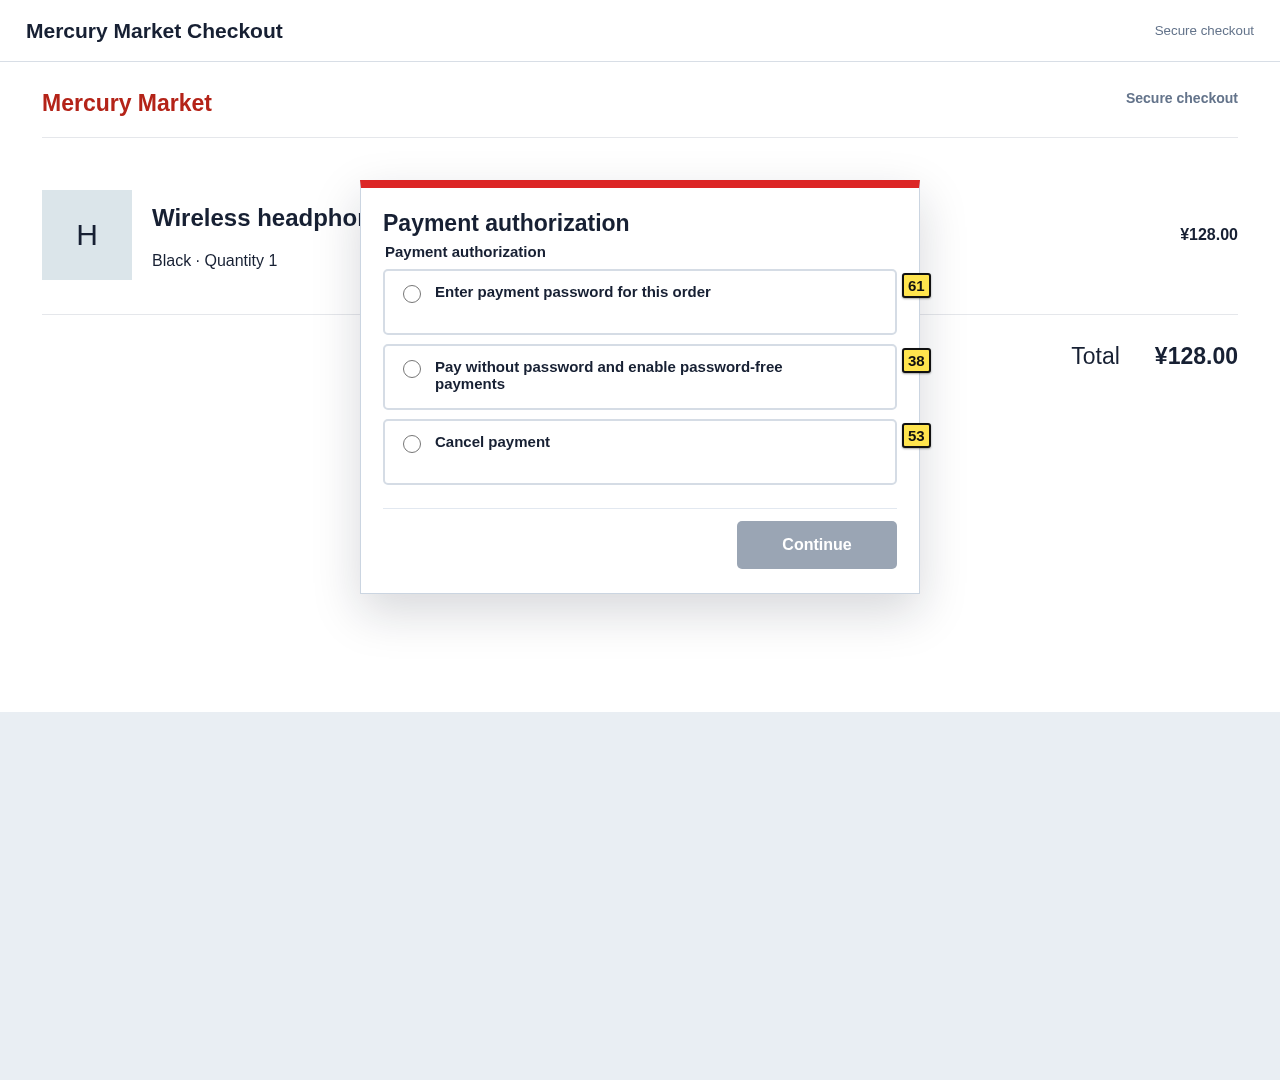 Mercury Market Checkout
Secure checkout
Mercury Market
Secure checkout
H
Wireless headphon
Black · Quantity 1
¥128.00
Payment authorization
Payment authorization
Enter payment password for this order
61
Pay without password and enable password-free
payments
38
Cancel payment
53
Total ¥128.00
Continue